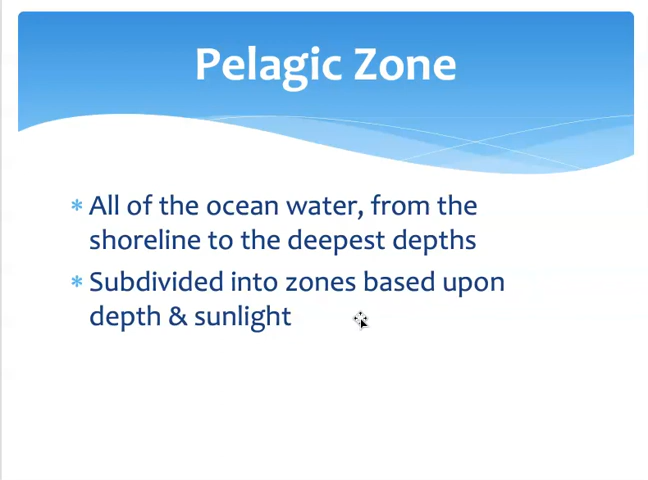 Pelagic Zone
* All of the ocean water, from the
shoreline to the deepest depths
* Subdivided into zones based upon
depth & sunlight